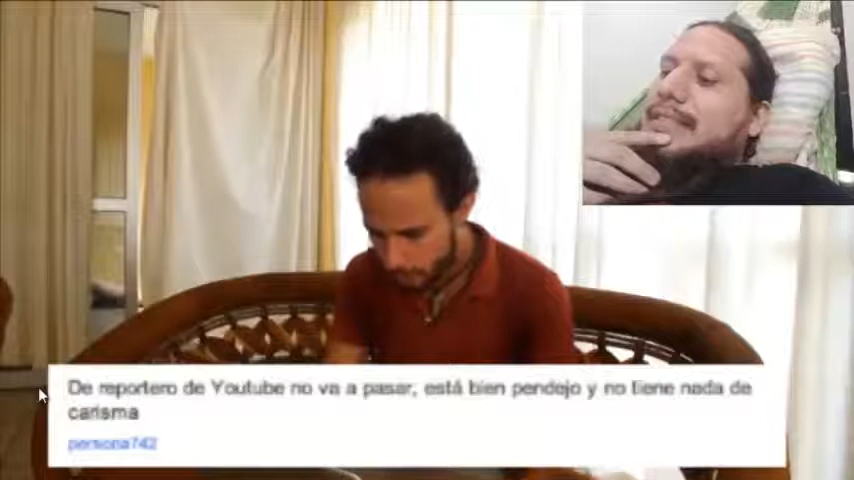 De reportero de Youtube no va a pasar, está bien pendejo y no tiene nada de
carisma
persona742